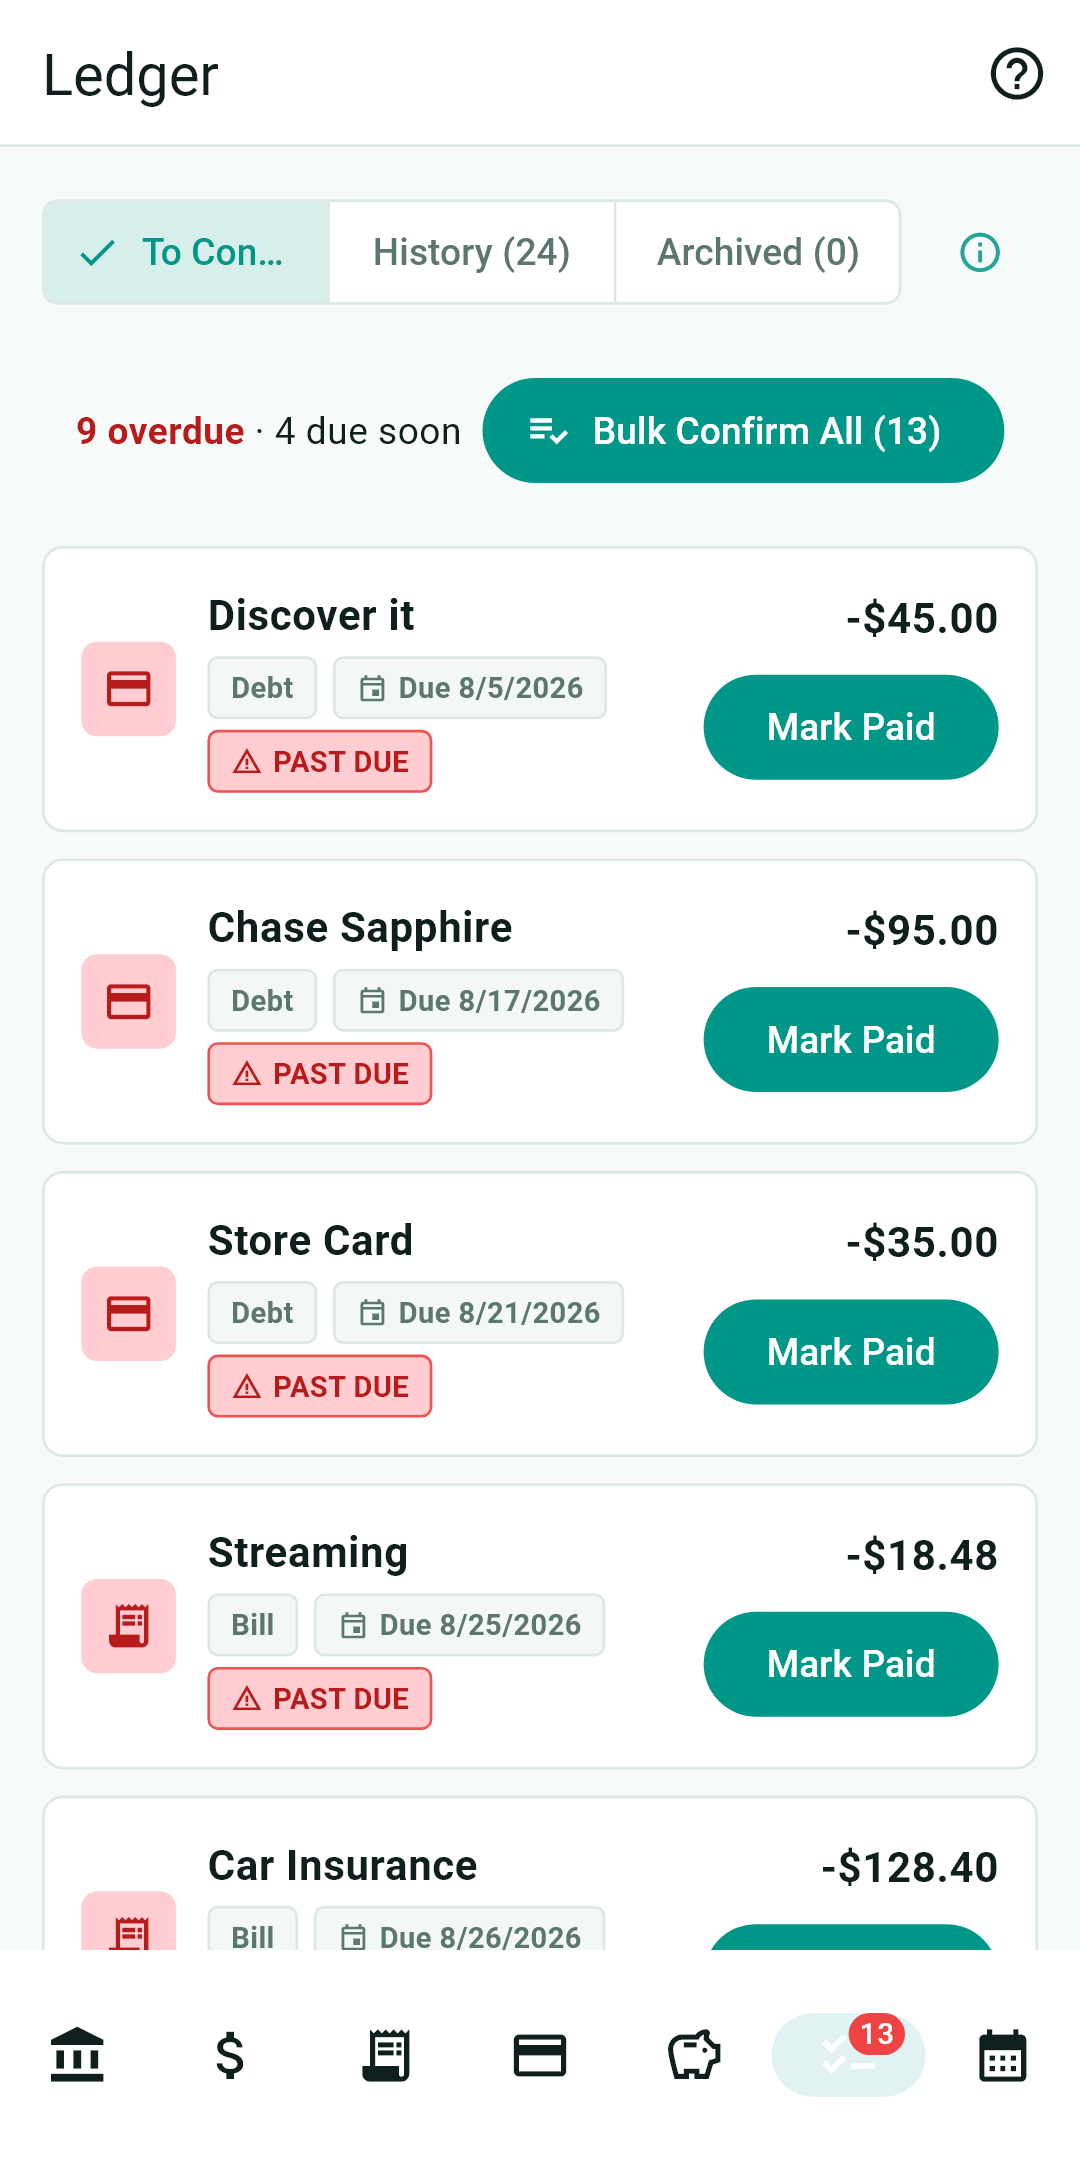 Ledger
To Con...
History (24)
Archived (0)
9 overdue · 4 due soon
Bulk Confirm All (13)
Discover it
-$45.00
Debt
Due 8/5/2026
Mark Paid
PAST DUE
Chase Sapphire
-$95.00
Debt
Due 8/17/2026
Mark Paid
PAST DUE
Store Card
-$35.00
Debt
Due 8/21/2026
Mark Paid
PAST DUE
Streaming
-$18.48
Bill
Due 8/25/2026
Mark Paid
PAST DUE
Car Insurance
-$128.40
Bill
Due 8/26/2026
13